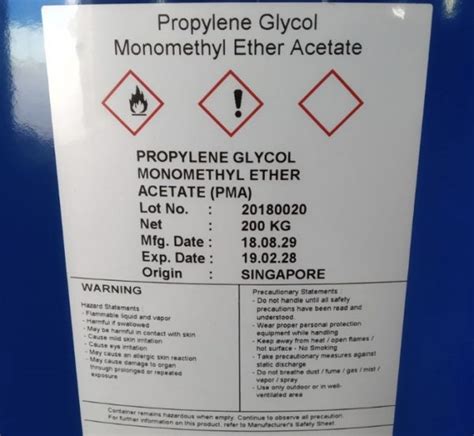 Propylene Glycol
Monomethyl Ether Acetate
PROPYLENE GLYCOL
MONOMETHYL ETHER
ACETATE (PMA)
Lot No. : 20180020
Net : 200 KG
Mfg. Date : 18.08.29
Exp. Date : 19.02.28
Origin : SINGAPORE
WARNING
Hazard Statements :
- Flammable liquid and vapor
- Harmful if swallowed
- May be harmful in contact with skin
- Cause mild skin irritation
- Cause eye irritation
- May cause an allergic skin reaction
- May cause damage to organ
through prolonged or repeated
exposure
Precautionary Statements :
- Do not handle until all safety
precautions have been read and
understood.
- Wear proper personal protection
equipment while handling
- Keep away from heat / open flames /
hot surface - No Smoking
- Take precautionary measures against
static discharge
- Do not breathe dust / fume / gas / mist /
vapor / spray
- Use only outdoor or in well-
ventilated area
Container remains hazardous when empty. Continue to observe all precaution.
For further information, refer to Manufacturer's Safety Sheet